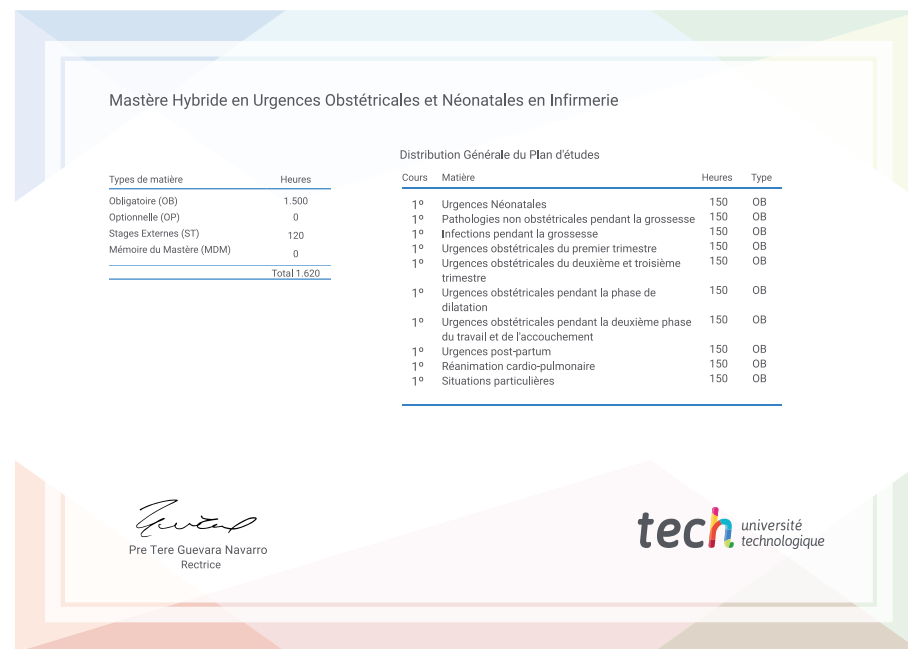 Mastère Hybride en Urgences Obstétricales et Néonatales en Infirmerie
Types de matière Heures
Obligatoire (OB) 1.500
Optionnelle (OP) 0
Stages Externes (ST) 120
Mémoire du Mastère (MDM) 0
Total 1.620
Distribution Générale du Plan d'études
Cours Matière Heures Type
1º Urgences Néonatales 150 OB
1º Pathologies non obstétricales pendant la grossesse 150 OB
1º Infections pendant la grossesse 150 OB
1º Urgences obstétricales du premier trimestre 150 OB
1º Urgences obstétricales du deuxième et troisième 150 OB
trimestre
1º Urgences obstétricales pendant la phase de 150 OB
dilatation
1º Urgences obstétricales pendant la deuxième phase 150 OB
du travail et de l'accouchement
1º Urgences post-partum 150 OB
1º Réanimation cardio-pulmonaire 150 OB
1º Situations particulières 150 OB
Pre Tere Guevara Navarro
Rectrice
tech université
technologique